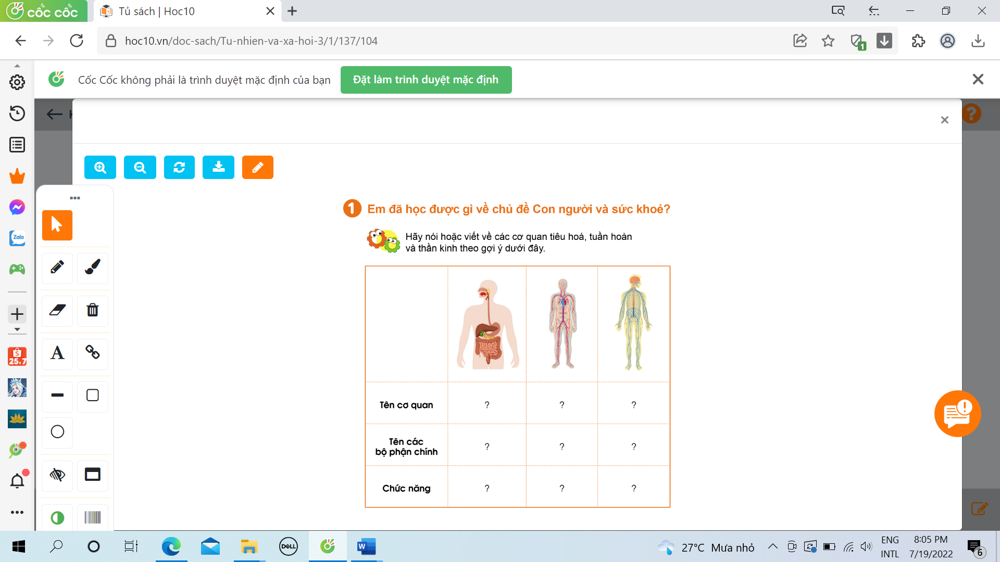 cốc cốc
Tủ sách | Hoc10
hoc10.vn/doc-sach/Tu-nhien-va-xa-hoi-3/1/137/104
1
Cốc Cốc không phải là trình duyệt mặc định của bạn
Đặt làm trình duyệt mặc định
1 Em đã học được gì về chủ đề Con người và sức khoẻ?
Hãy nói hoặc viết về các cơ quan tiêu hoá, tuần hoàn
và thần kinh theo gợi ý dưới đây.
Tên cơ quan ? ? ?
Tên các
bộ phận chính ? ? ?
Chức năng ? ? ?
Zalo
A
S
25.7
DELL
W
27°C Mưa nhỏ
ENG
INTL
8:05 PM
7/19/2022
6